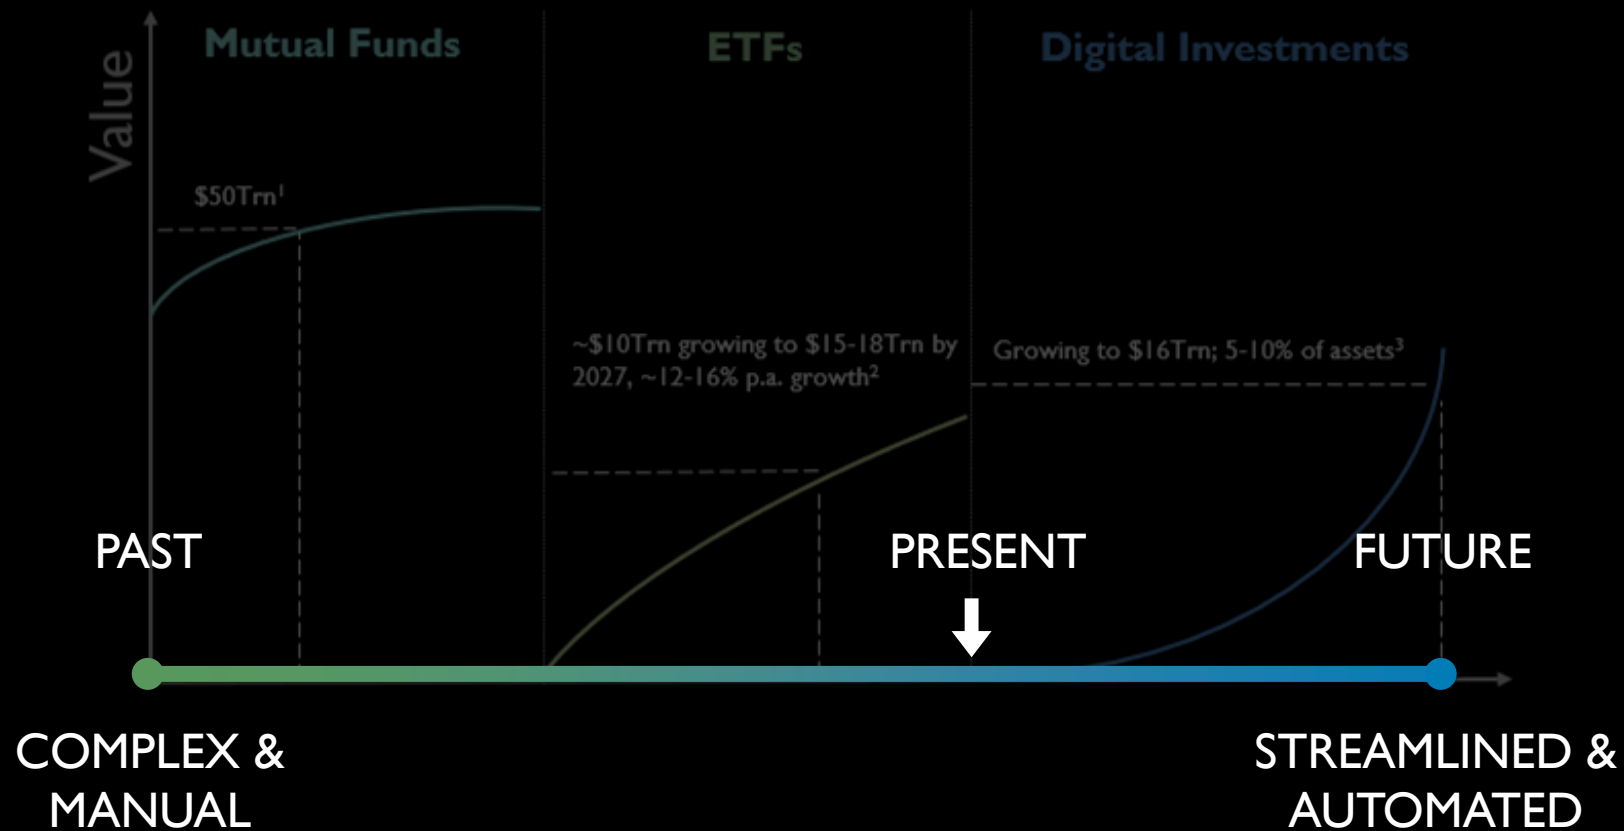 Mutual Funds
ETFs
Digital Investments
Value
$50Trn¹
~$10Trn growing to $15-18Trn by
2027, ~12-16% p.a. growth²
Growing to $16Trn; 5-10% of assets³
PAST
PRESENT
FUTURE
COMPLEX &
MANUAL
STREAMLINED &
AUTOMATED